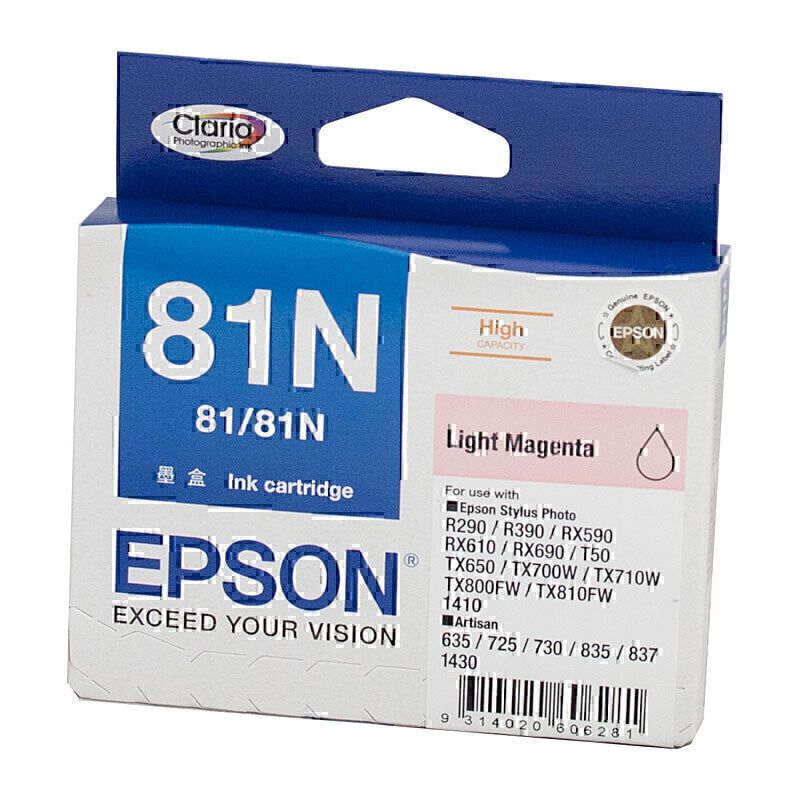 Claria
Photographic Ink
81N
81/81N
墨盒 Ink cartridge
EPSON®
EXCEED YOUR VISION
High
CAPACITY
Genuine EPSON
EPSON
Light Magenta
For use with
■Epson Stylus Photo
R290 / R390 / RX590
RX610 / RX690 / T50
TX650 / TX700W / TX710W
TX800FW / TX810FW
1410
■Artisan
635 / 725 / 730 / 835 / 837
1430
9 314020 606281